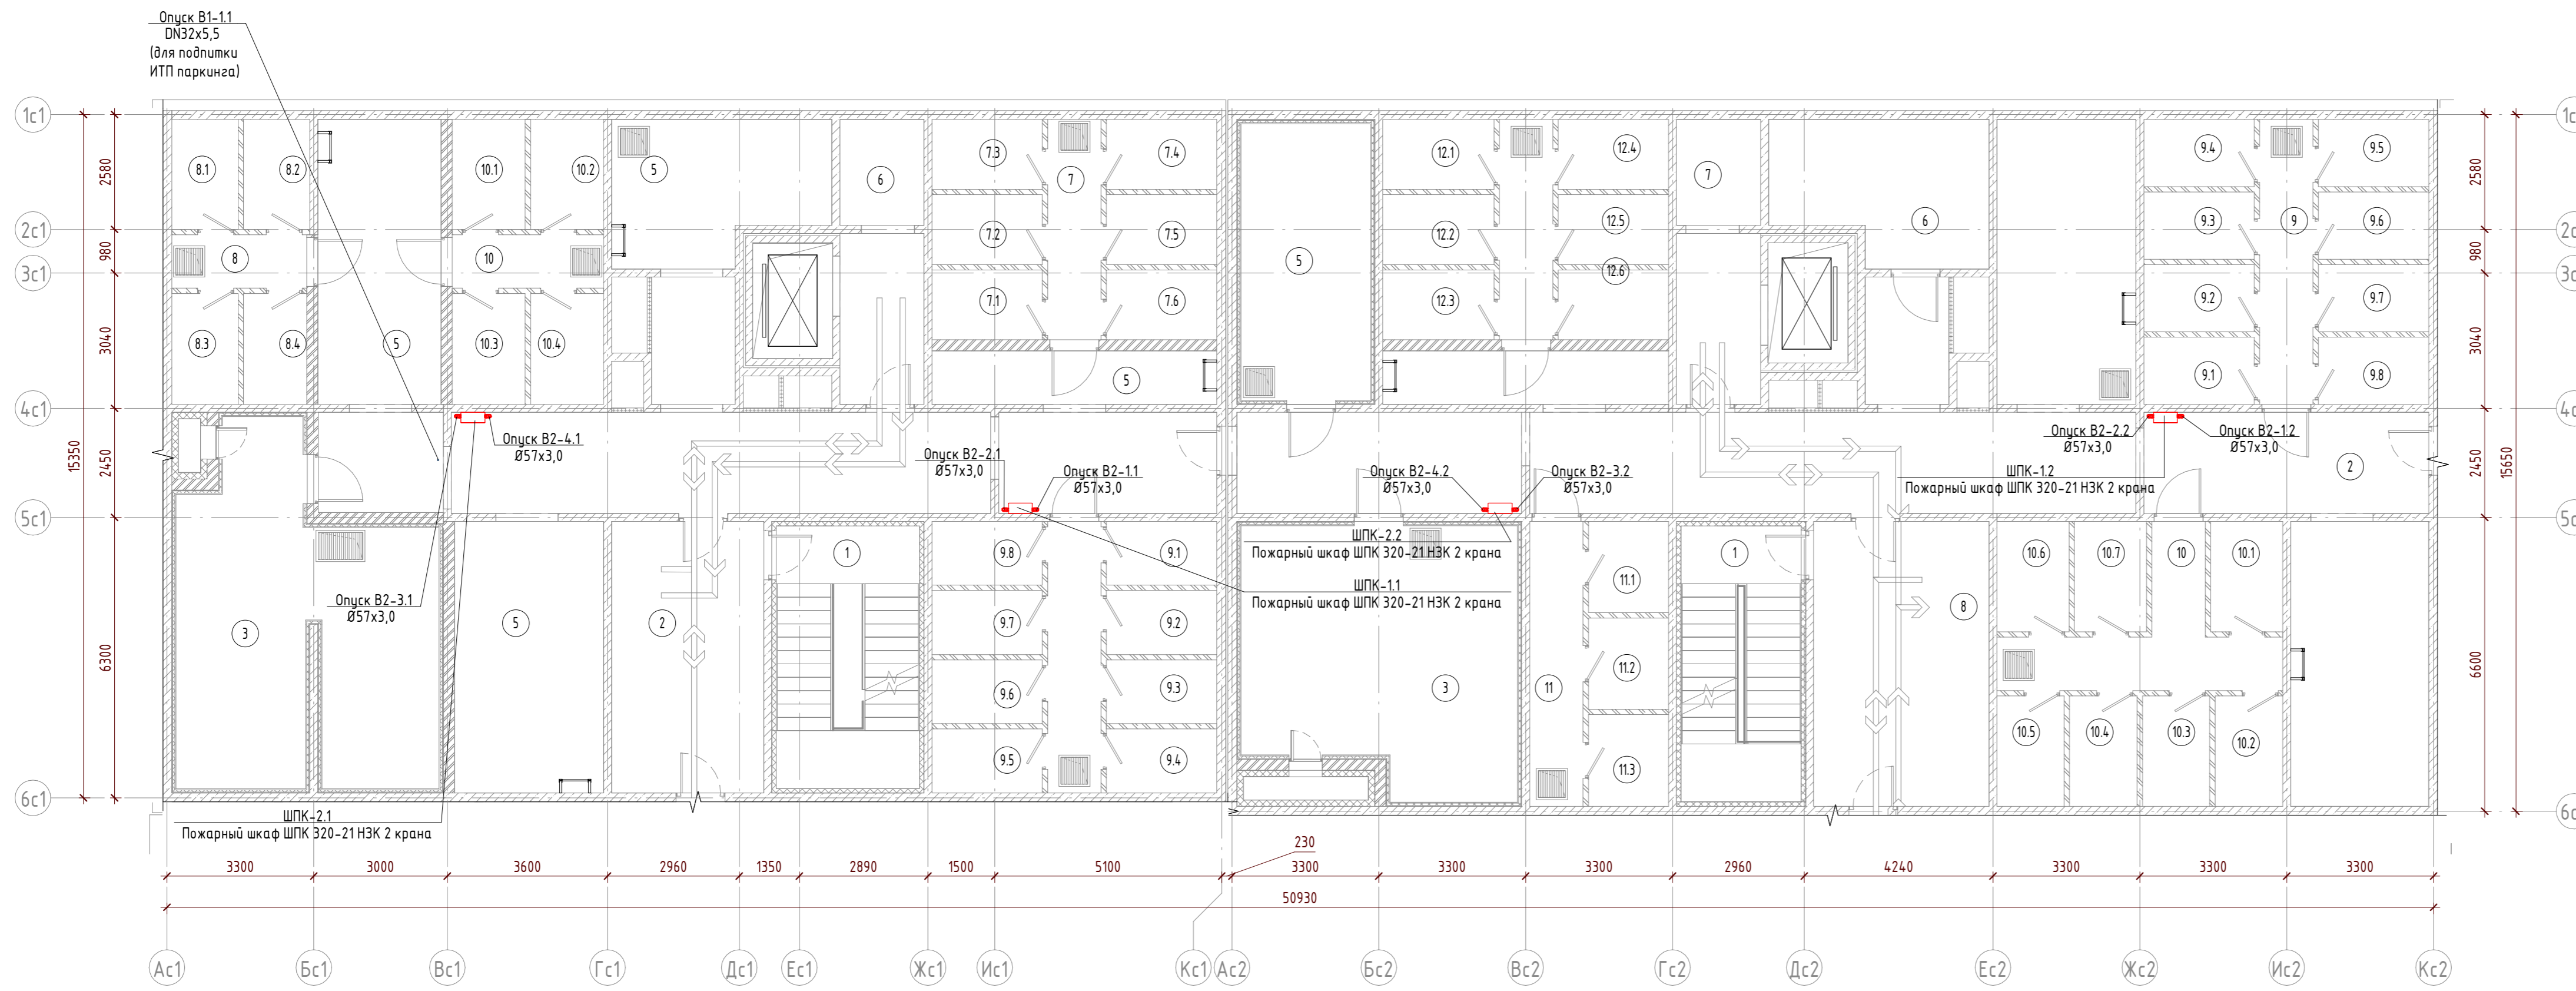 Опуск В1-1.1
DN32x5,5
(для подпитки
ИТП паркинга)
1с1
2с1
3с1
4с1
5с1
6с1
15350
2580
980
3040
2450
6300
8.1
8.2
8
8.3
8.4
5
10.1
10.2
10
10.3
10.4
5
6
7.3
7.4
7
7.2
7.5
7.1
7.6
5
5
12.1
12.4
12.2
12.5
12.6
12.3
7
6
9.4
9.5
9.3
9
9.6
9.2
9.7
9.1
9.8
2580
980
3040
2450
6600
15650
Опуск В2-4.1
Ø57x3,0
Опуск В2-2.1
Ø57x3,0
Опуск В2-1.1
Ø57x3,0
Опуск В2-4.2
Ø57x3,0
Опуск В2-3.2
Ø57x3,0
Опуск В2-2.2
Ø57x3,0
Опуск В2-1.2
Ø57x3,0
ШПК-1.2
Пожарный шкаф ШПК 320-21 НЗК 2 крана
2
ШПК-2.2
Пожарный шкаф ШПК 320-21 НЗК 2 крана
ШПК-1.1
Пожарный шкаф ШПК 320-21 НЗК 2 крана
Опуск В2-3.1
Ø57x3,0
3
5
2
1
9.8
9.1
9.7
9.2
9.6
9.3
9.5
9.4
3
11
11.1
11.2
11.3
1
8
10.6
10.7
10
10.1
10.5
10.4
10.3
10.2
ШПК-2.1
Пожарный шкаф ШПК 320-21 НЗК 2 крана
3300
3000
3600
2960
1350
2890
1500
5100
230
3300
3300
3300
2960
4240
3300
3300
3300
50930
Ас1
Бс1
Вс1
Гс1
Дс1
Ес1
Жс1
Ис1
Кс1
Ас2
Бс2
Вс2
Гс2
Дс2
Ес2
Жс2
Ис2
Кс2